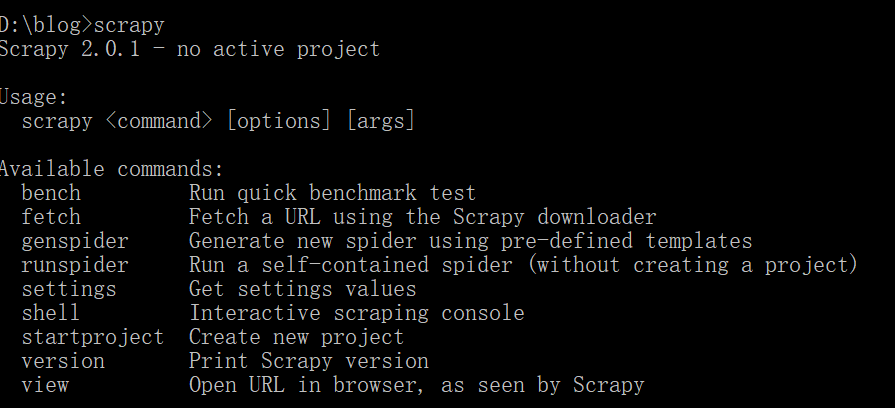 D:\blog>scrapy
Scrapy 2.0.1 - no active project
Usage:
  scrapy <command> [options] [args]
Available commands:
  bench         Run quick benchmark test
  fetch         Fetch a URL using the Scrapy downloader
  genspider     Generate new spider using pre-defined templates
  runspider     Run a self-contained spider (without creating a project)
  settings      Get settings values
  shell         Interactive scraping console
  startproject  Create new project
  version       Print Scrapy version
  view          Open URL in browser, as seen by Scrapy